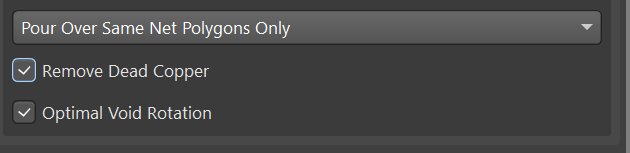 Pour Over Same Net Polygons Only
Remove Dead Copper
Optimal Void Rotation